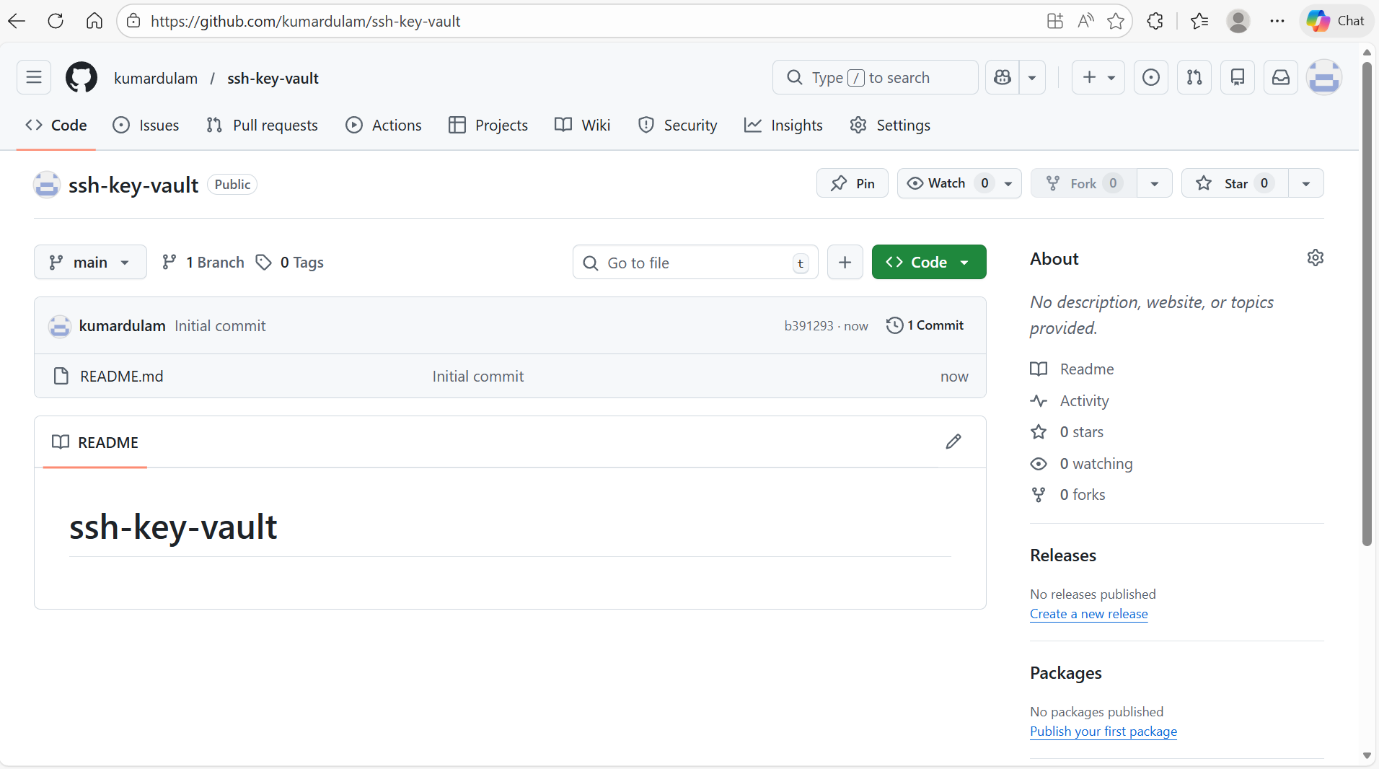 https://github.com/kumardulam/ssh-key-vault
Chat
kumardulam / ssh-key-vault
Type / to search
Code Issues Pull requests Actions Projects Wiki Security Insights Settings
ssh-key-vault Public
Pin Watch 0 Fork 0 Star 0
main 1 Branch 0 Tags Go to file t Code
kumardulam Initial commit b391293 · now 1 Commit
README.md Initial commit now
README
ssh-key-vault
About
No description, website, or topics
provided.
Readme
Activity
0 stars
0 watching
0 forks
Releases
No releases published
Create a new release
Packages
No packages published
Publish your first package